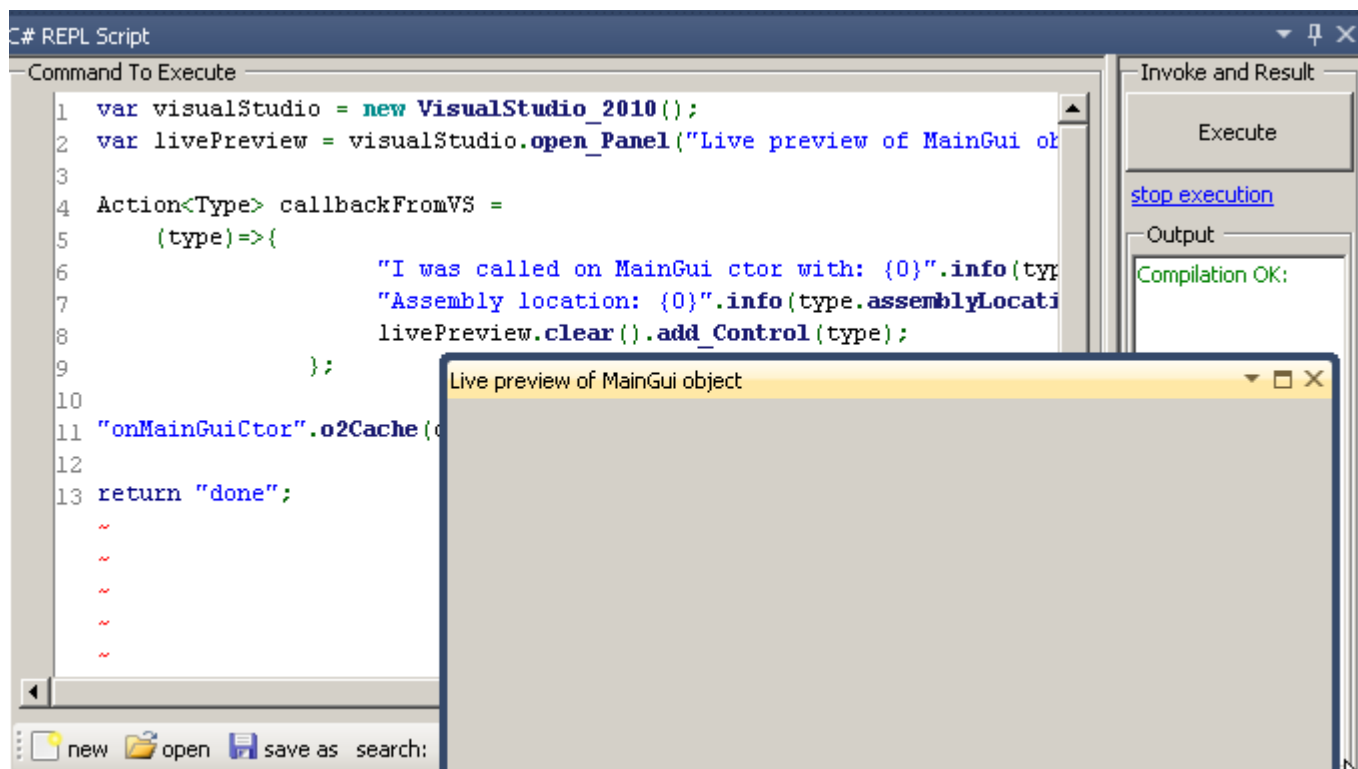 C# REPL Script
Command To Execute
1 var visualStudio = new VisualStudio_2010();
2 var livePreview = visualStudio.open_Panel("Live preview of MainGui
3
4 Action<Type> callbackFromVS =
5 (type)=>{
6 "I was called on MainGui ctor with: {0}".info(
7 "Assembly location: {0}".info(type.
8 livePreview.clear().add_Control(type);
9 };
10
11 "onMainGuiCtor".o2Cache(
12
13 return "done";
~
~
~
~
~
new open save as search:
Invoke and Result
Execute
stop execution
Output
Compilation OK:
Live preview of MainGui object